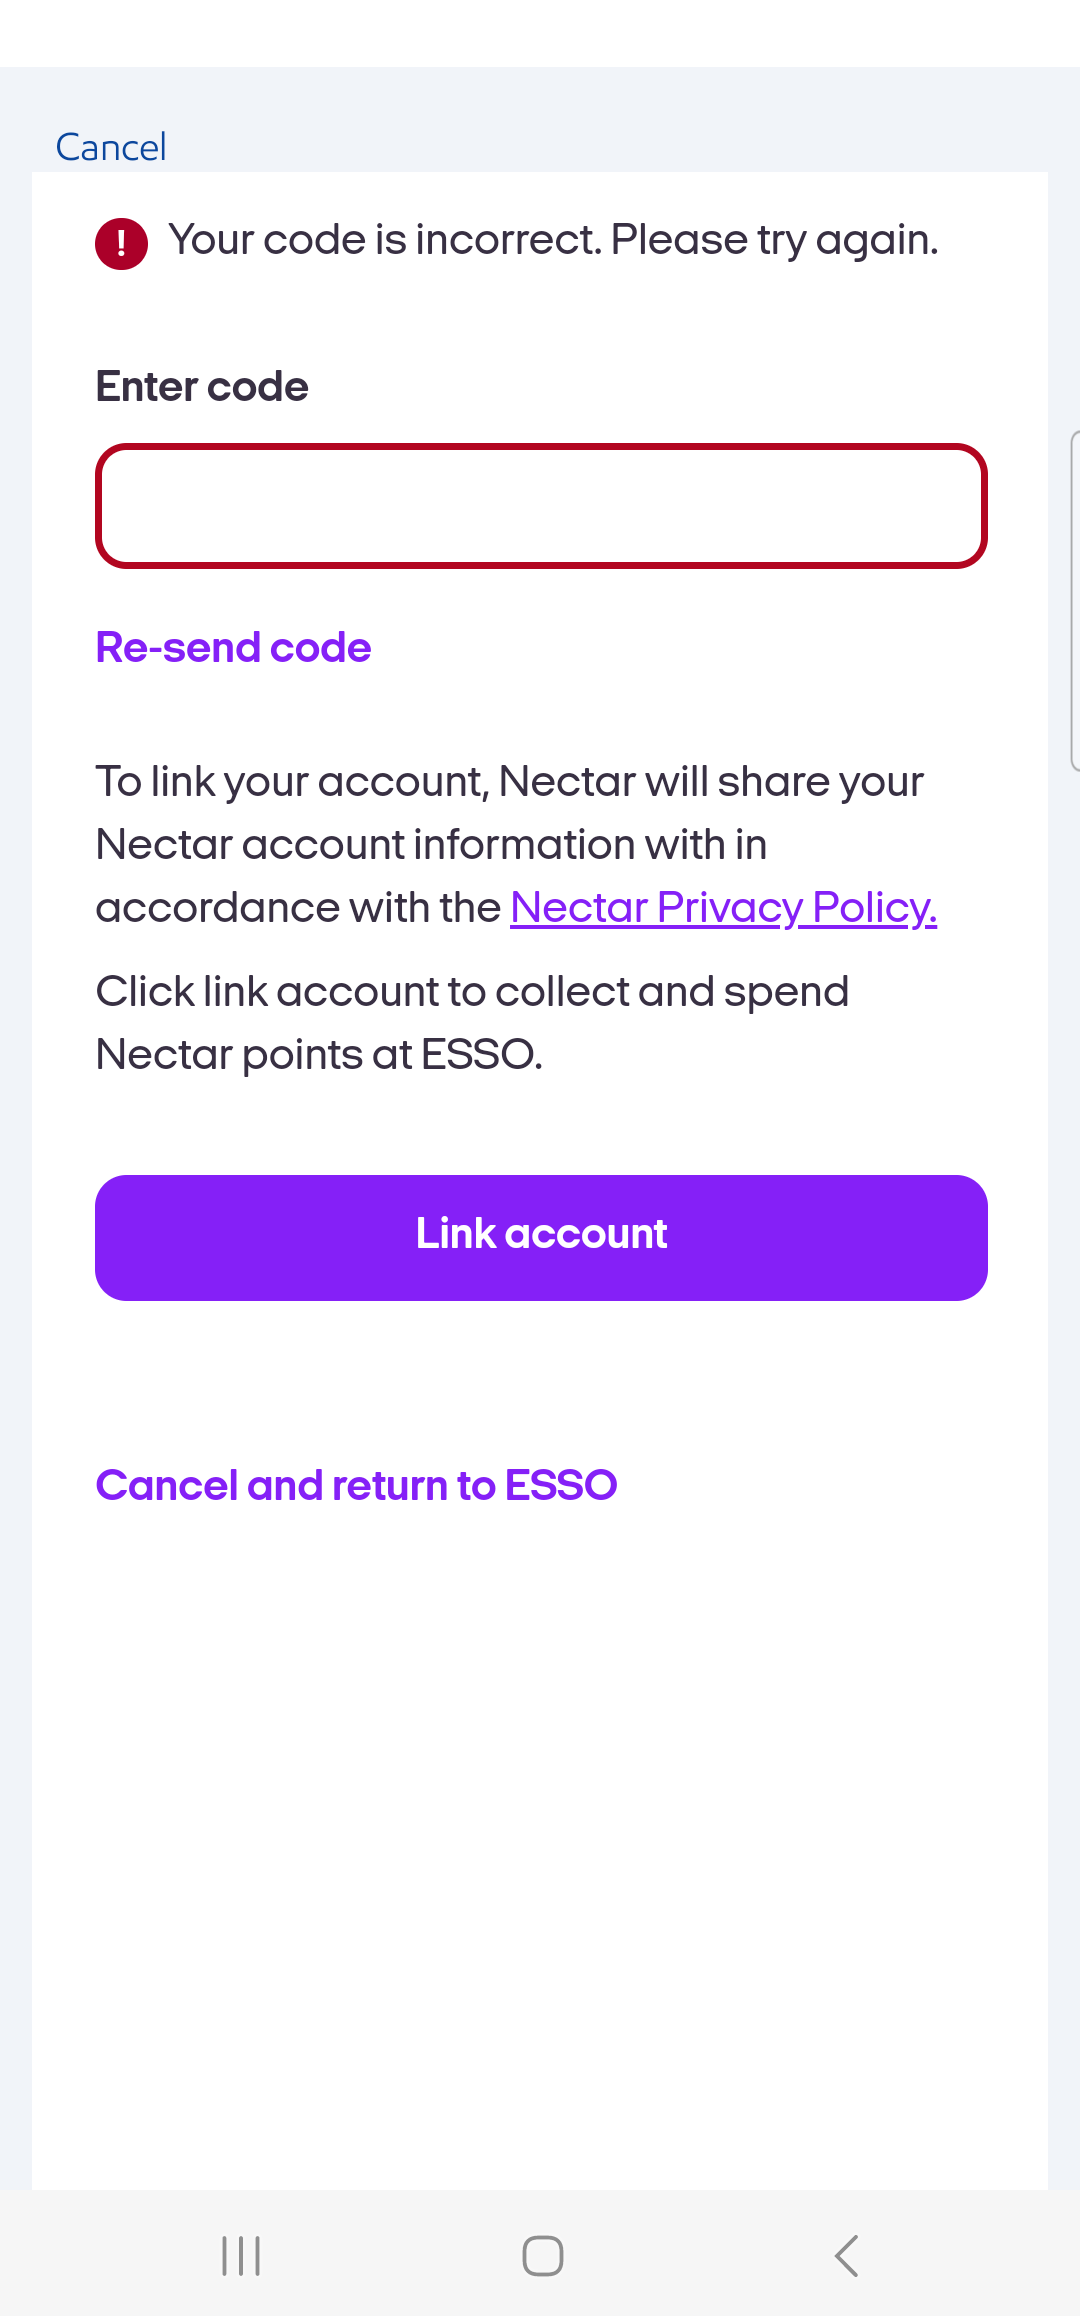 Cancel
Your code is incorrect. Please try again.
Enter code
Re-send code
To link your account, Nectar will share your
Nectar account information with in
accordance with the Nectar Privacy Policy.
Click link account to collect and spend
Nectar points at ESSO.
Link account
Cancel and return to ESSO